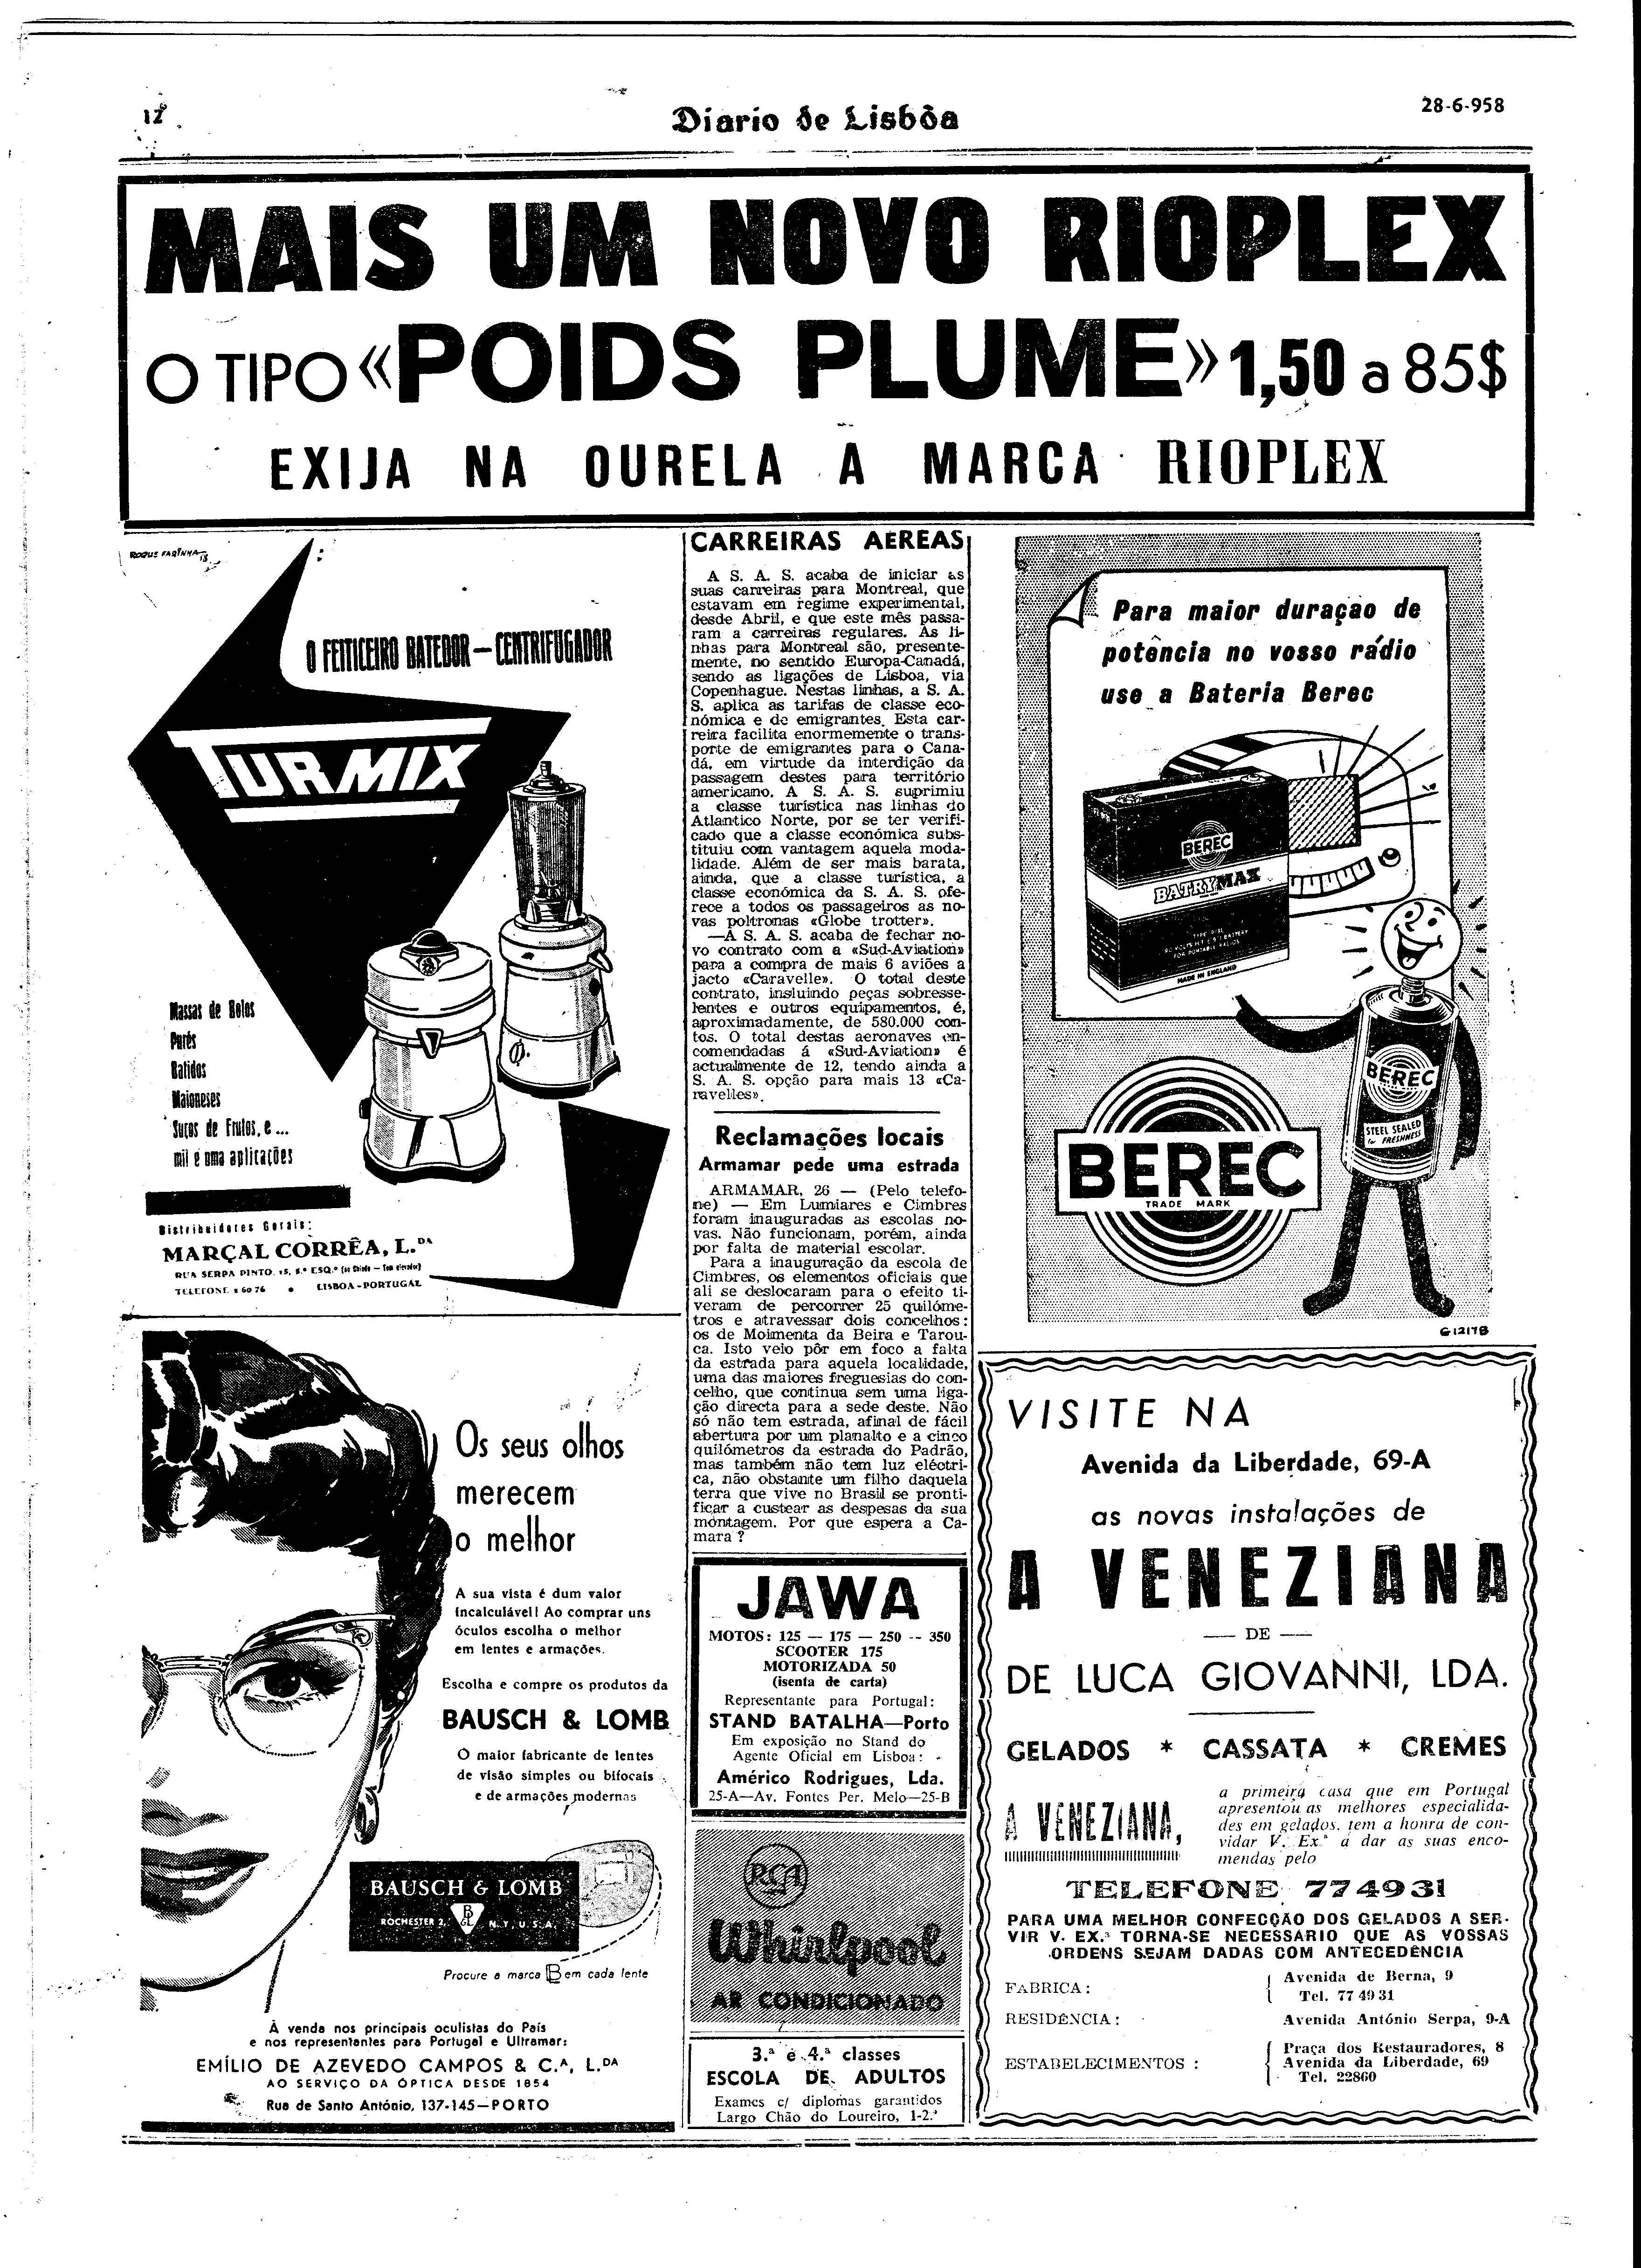 12
Diario de Lisbôa
28-6-958
MAIS UM NOVO RIOPLEX
O TIPO «POIDS PLUME» 1,50 a 85$
EXIJA NA OURELA A MARCA RIOPLEX
ROQUE FARINHA
O FEITICEIRO BATEDOR — CENTRIFUGADOR
TURMIX
Massas de Bolos
Purés
Batidos
Maioneses
Sucos de Frutos, e ...
mil e uma aplicações
Distribuidores Gerais:
MARÇAL CORRÊA, L.DA
RUA SERPA PINTO, 15, 5.º ESQ.º (ao Chiado — Tem elevador)
TELEFONE 2 60 76 • LISBOA - PORTUGAL
Os seus olhos
merecem
o melhor
A sua vista é dum valor
incalculável! Ao comprar uns
óculos escolha o melhor
em lentes e armações.
Escolha e compre os produtos da
BAUSCH & LOMB
O maior fabricante de lentes
de visão simples ou bifocais
e de armações modernas
BAUSCH & LOMB
ROCHESTER 2, B&L N.Y., U.S.A.
Procure a marca B em cada lente
À venda nos principais oculistas do País
e nos representantes para Portugal e Ultramar:
EMÍLIO DE AZEVEDO CAMPOS & C.A, L.DA
AO SERVIÇO DA ÓPTICA DESDE 1854
Rua de Santo António, 137-145—PORTO
CARREIRAS AEREAS
A S. A. S. acaba de iniciar as
suas carreiras para Montreal, que
estavam em regime experimental,
desde Abril, e que este mês passa-
ram a carreiras regulares. As li-
nhas para Montreal são, presente-
mente, no sentido Europa-Canadá,
sendo as ligações de Lisboa, via
Copenhague. Nestas linhas, a S. A.
S. aplica as tarifas de classe eco-
nómica e de emigrantes. Esta car-
reira facilita enormemente o trans-
porte de emigrantes para o Cana-
dá, em virtude da interdição da
passagem destes para território
americano. A S. A. S. suprimiu
a classe turística nas linhas do
Atlantico Norte, por se ter verifi-
cado que a classe económica subs-
tituiu com vantagem aquela moda-
lidade. Além de ser mais barata,
ainda, que a classe turística, a
classe económica da S. A. S. ofe-
rece a todos os passageiros as no-
vas poltronas «Globe trotter».
—A S. A. S. acaba de fechar no-
vo contrato com a «Sud-Aviation»
para a compra de mais 6 aviões a
jacto «Caravelle». O total deste
contrato, insluindo peças sobresse-
lentes e outros equipamentos, é,
aproximadamente, de 580.000 con-
tos. O total destas aeronaves en-
comendadas á «Sud-Aviation» é
actualmente de 12, tendo ainda a
S. A. S. opção para mais 13 «Ca-
ravelles».
Reclamações locais
Armamar pede uma estrada
ARMAMAR, 26 — (Pelo telefo-
ne) — Em Lumiares e Cimbres
foram inauguradas as escolas no-
vas. Não funcionam, porém, ainda
por falta de material escolar.
Para a inauguração da escola de
Cimbres, os elementos oficiais que
ali se deslocaram para o efeito ti-
veram de percorrer 25 quilóme-
tros e atravessar dois concelhos:
os de Moimenta da Beira e Tarou-
ca. Isto veio pôr em foco a falta
da estrada para aquela localidade,
uma das maiores freguesias do con-
celho, que continua sem uma liga-
ção directa para a sede deste. Não
só não tem estrada, afinal de fácil
abertura por um planalto e a cinco
quilómetros da estrada do Padrão,
mas também não tem luz eléctri-
ca, não obstante um filho daquela
terra que vive no Brasil se pronti-
ficar a custear as despesas da sua
montagem. Por que espera a Ca-
mara?
JAWA
MOTOS: 125 — 175 — 250 -- 350
SCOOTER 175
MOTORIZADA 50
(isenta de carta)
Representante para Portugal:
STAND BATALHA—Porto
Em exposição no Stand do
Agente Oficial em Lisboa:
Américo Rodrigues, Lda.
25-A—Av. Fontes Per. Melo—25-B
RCA
Whirlpool
AR CONDICIONADO
3.ª e 4.ª classes
ESCOLA DE ADULTOS
Exames c/ diplomas garantidos
Largo Chão do Loureiro, 1-2.º
Para maior duraçao de
potência no vosso rádio
use a Bateria Berec
BEREC
BATRYMAX
MADE IN ENGLAND
BEREC
STEEL SEALED
for FRESHNESS
BEREC
TRADE MARK
G1217B
VISITE NA
Avenida da Liberdade, 69-A
as novas instalações de
A VENEZIANA
— DE —
DE LUCA GIOVANNI, LDA.
GELADOS * CASSATA * CREMES
A VENEZIANA,
a primeira casa que em Portugal
apresentou as melhores especialida-
des em gelados, tem a honra de con-
vidar V. Ex.ª a dar as suas enco-
mendas pelo
TELEFONE 774931
PARA UMA MELHOR CONFECÇÃO DOS GELADOS A SER-
VIR V. EX.ª TORNA-SE NECESSARIO QUE AS VOSSAS
ORDENS SEJAM DADAS COM ANTECEDÊNCIA
FABRICA: Avenida de Berna, 9
Tel. 77 49 31
RESIDÊNCIA: Avenida António Serpa, 9-A
ESTABELECIMENTOS: Praça dos Restauradores, 8
Avenida da Liberdade, 69
Tel. 22860